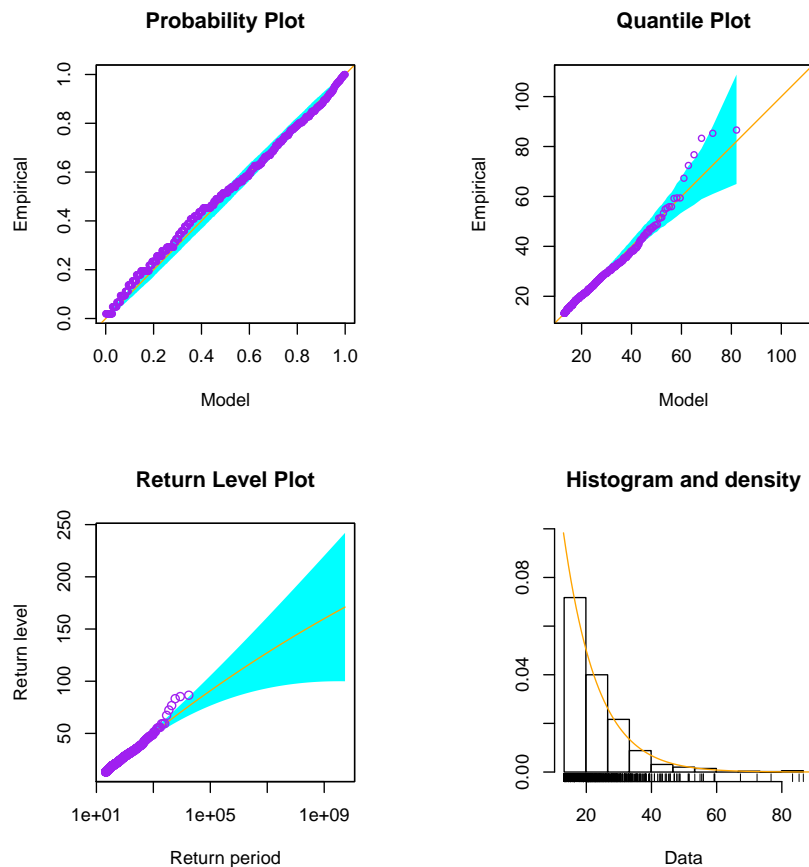 Probability Plot
Empirical
0.0 0.2 0.4 0.6 0.8 1.0
0.0 0.2 0.4 0.6 0.8 1.0
Model
Quantile Plot
Empirical
20 40 60 80 100
20 40 60 80 100
Model
Return Level Plot
Return level
50 100 150 200 250
1e+01 1e+05 1e+09
Return period
Histogram and density
0.00 0.04 0.08
20 40 60 80
Data